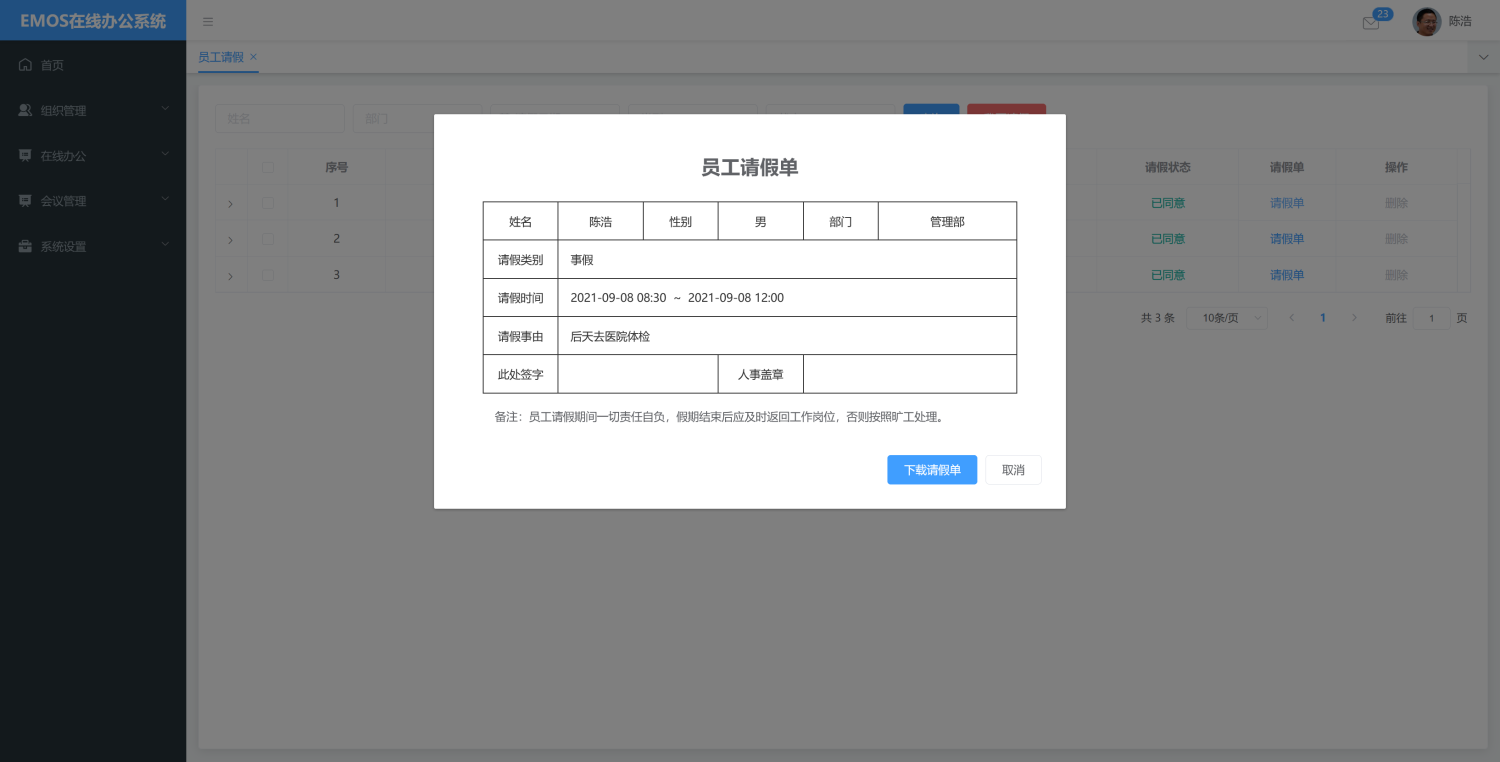 EMOS在线办公系统
23
陈浩
首页
组织管理
在线办公
会议管理
系统设置
员工请假 ×
姓名
部门
序号
请假状态
请假单
操作
1
已同意
请假单
删除
2
已同意
请假单
删除
3
已同意
请假单
删除
共 3 条
10条/页
1
前往
1
页
员工请假单
姓名
陈浩
性别
男
部门
管理部
请假类别
事假
请假时间
2021-09-08 08:30 ~ 2021-09-08 12:00
请假事由
后天去医院体检
此处签字
人事盖章
备注：员工请假期间一切责任自负，假期结束后应及时返回工作岗位，否则按照旷工处理。
下载请假单
取消